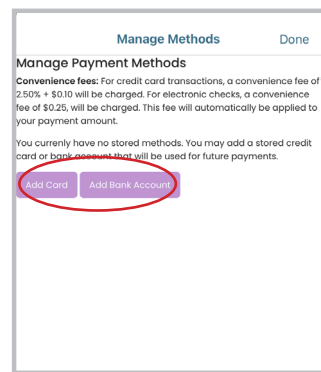 Manage Methods Done
Manage Payment Methods
Convenience fees: For credit card transactions, a convenience fee of
2.50% + $0.10 will be charged. For electronic checks, a convenience
fee of $0.25, will be charged. This fee will automatically be applied to
your payment amount.
You currenly have no stored methods. You may add a stored credit
card or bank account that will be used for future payments.
Add Card Add Bank Account